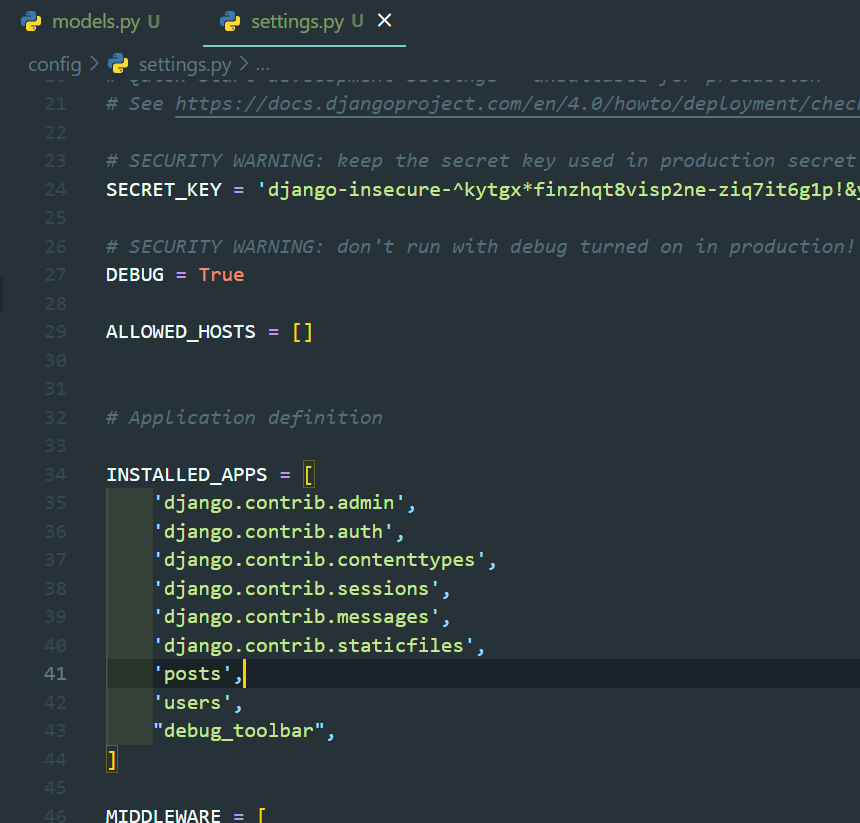 models.py U settings.py U ×
config > settings.py > ...
21 # See https://docs.djangoproject.com/en/4.0/howto/deployment/chec
22
23 # SECURITY WARNING: keep the secret key used in production secret
24 SECRET_KEY = 'django-insecure-^kytgx*finzhqt8visp2ne-ziq7it6g1p!&y
25
26 # SECURITY WARNING: don't run with debug turned on in production!
27 DEBUG = True
28
29 ALLOWED_HOSTS = []
30
31
32 # Application definition
33
34 INSTALLED_APPS = [
35 'django.contrib.admin',
36 'django.contrib.auth',
37 'django.contrib.contenttypes',
38 'django.contrib.sessions',
39 'django.contrib.messages',
40 'django.contrib.staticfiles',
41 'posts',
42 'users',
43 "debug_toolbar",
44 ]
45
46 MIDDLEWARE = [